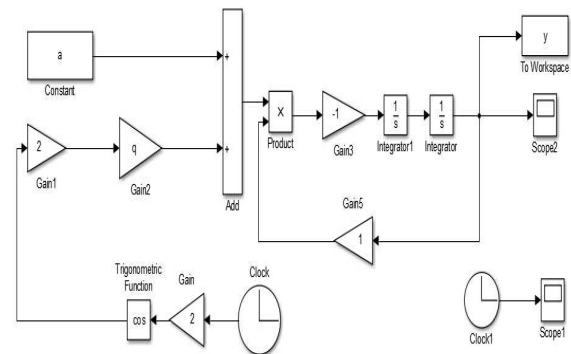 a
Constant
+
+
Add
2
Gain1
q
Gain2
×
Product
-1
Gain3
1
s
Integrator1
1
s
Integrator
y
To Workspace
Scope2
Gain5
1
Trigonometric
Function
cos
Gain
2
Clock
Clock1
Scope1